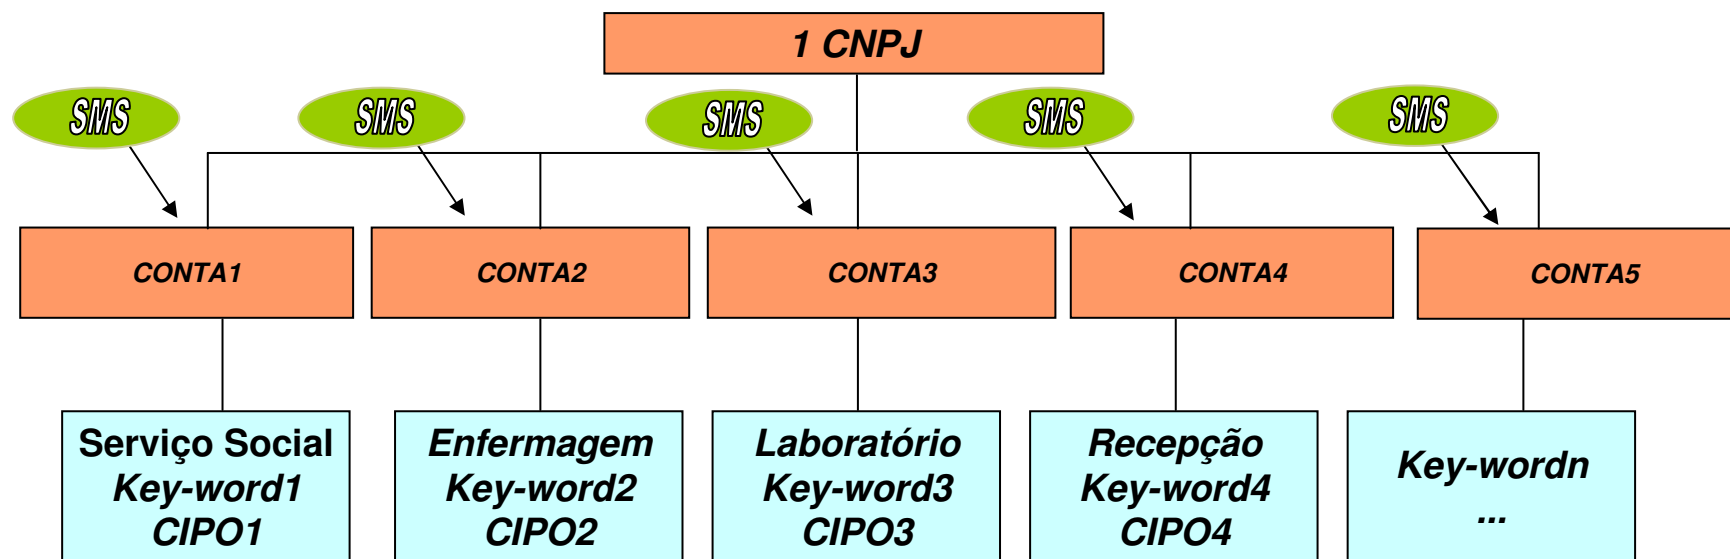 1 CNPJ
SMS
SMS
SMS
SMS
SMS
CONTA1
CONTA2
CONTA3
CONTA4
CONTA5
Serviço Social
Key-word1
CIPO1
Enfermagem
Key-word2
CIPO2
Laboratório
Key-word3
CIPO3
Recepção
Key-word4
CIPO4
Key-wordn
...